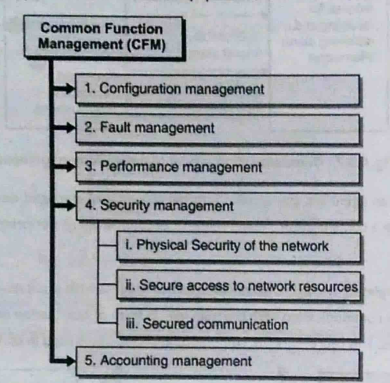 Common Function
Management (CFM)
1. Configuration management
2. Fault management
3. Performance management
4. Security management
i. Physical Security of the network
ii. Secure access to network resources
iii. Secured communication
5. Accounting management